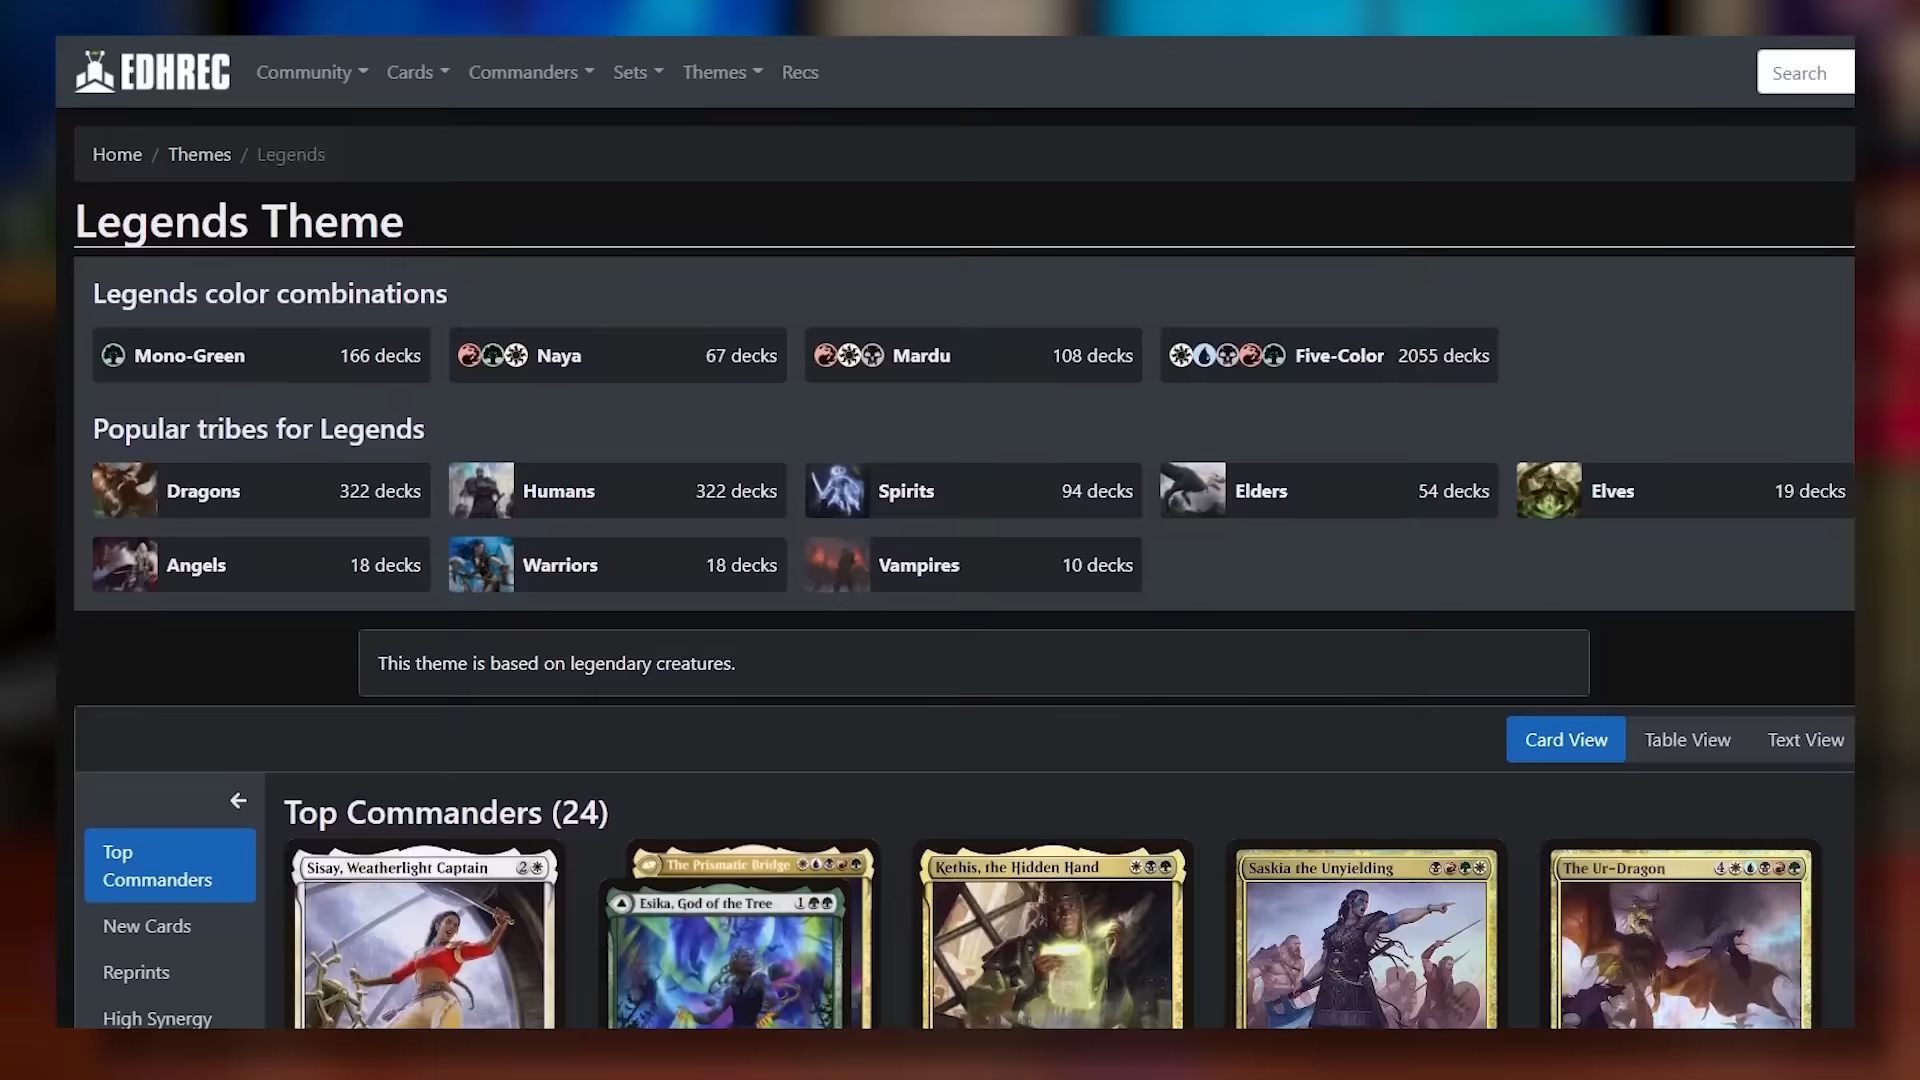 EDHREC Community Cards Commanders Sets Themes Recs Search
Home / Themes / Legends
Legends Theme
Legends color combinations
Mono-Green 166 decks Naya 67 decks Mardu 108 decks Five-Color 2055 decks
Popular tribes for Legends
Dragons 322 decks Humans 322 decks Spirits 94 decks Elders 54 decks Elves 19 decks
Angels 18 decks Warriors 18 decks Vampires 10 decks
This theme is based on legendary creatures.
Card View Table View Text View
Top Commanders
New Cards
Reprints
High Synergy
Top Commanders (24)
Sisay, Weatherlight Captain 2
The Prismatic Bridge
Esika, God of the Tree 1
Kethis, the Hidden Hand
Saskia the Unyielding
The Ur-Dragon 4